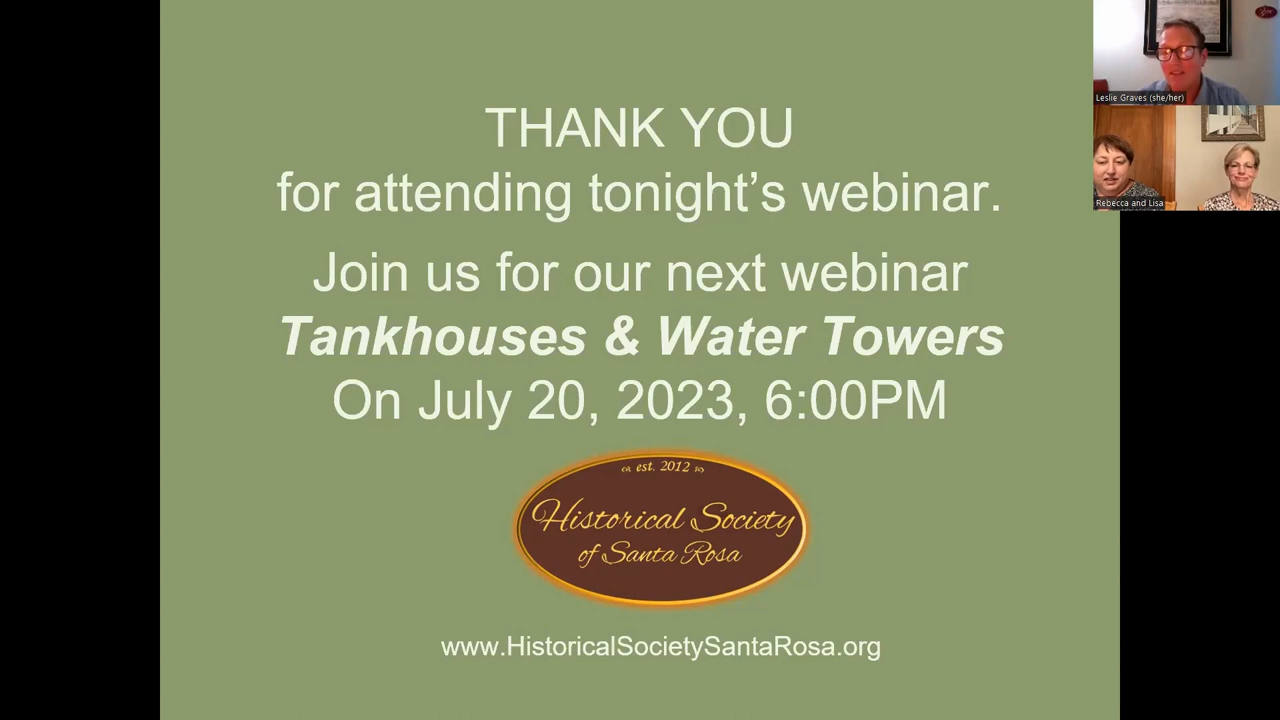 THANK YOU
for attending tonight's webinar.
Join us for our next webinar
Tankhouses & Water Towers
On July 20, 2023, 6:00PM
est. 2012
Historical Society
of Santa Rosa
www.HistoricalSocietySantaRosa.org
Leslie Graves (she/her)
Rebecca and Lisa